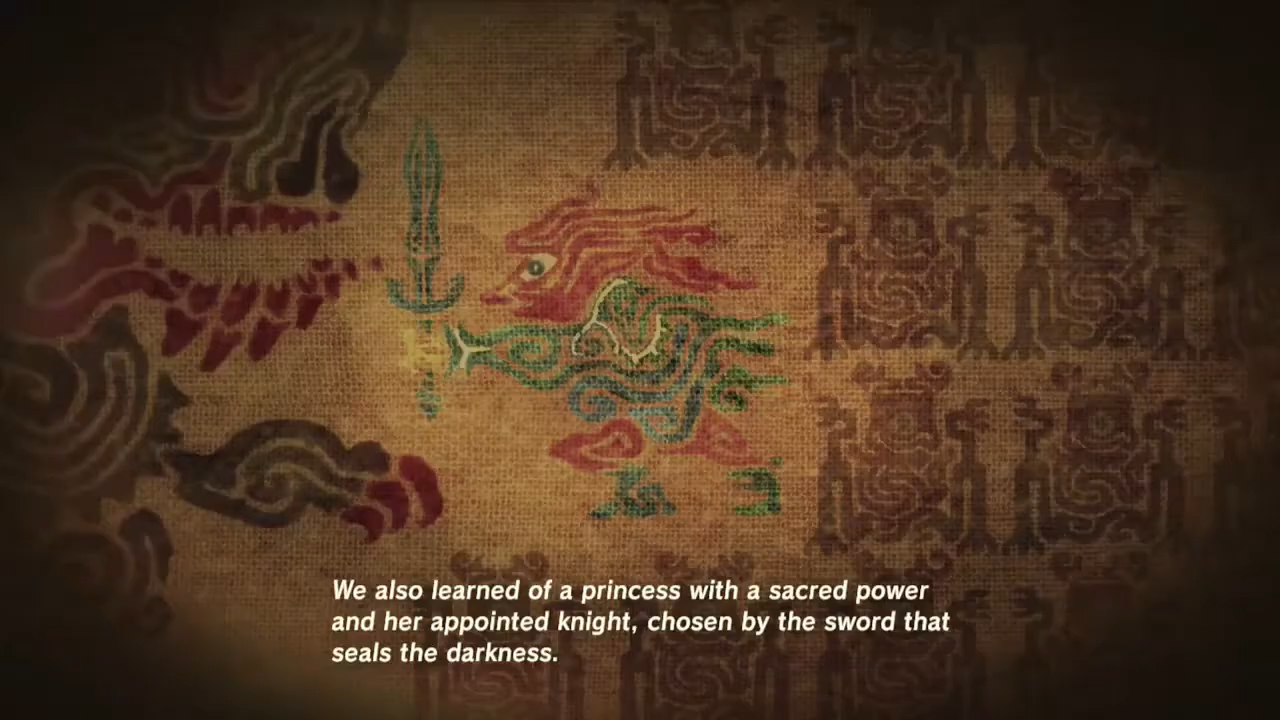 We also learned of a princess with a sacred power
and her appointed knight, chosen by the sword that
seals the darkness.